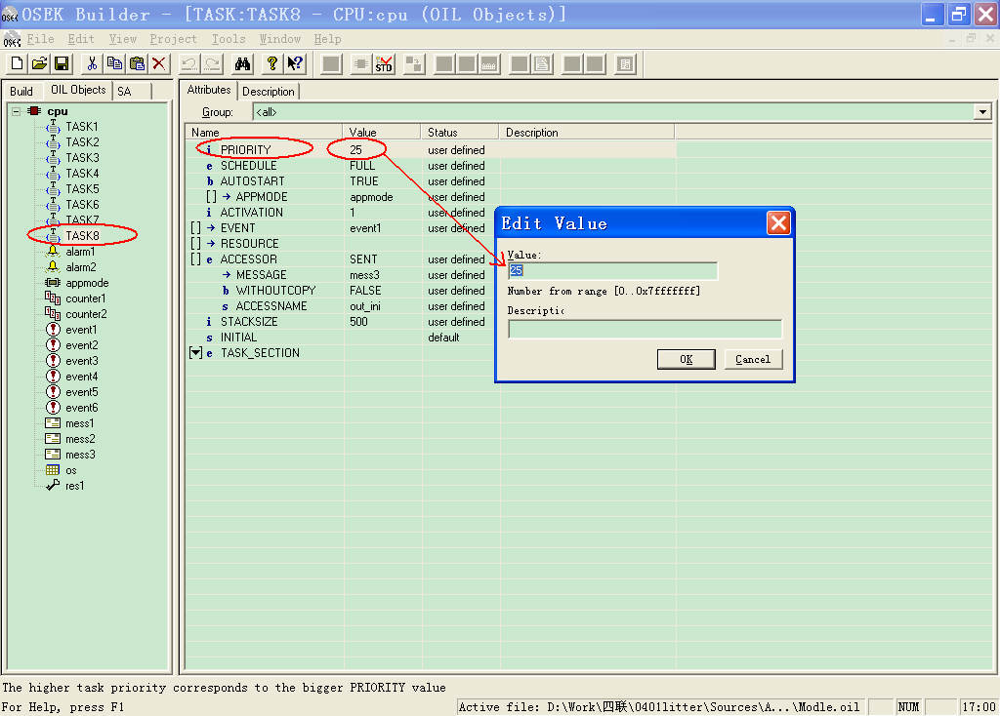 OSEK Builder - [TASK:TASK8 - CPU:cpu (OIL Objects)]
File Edit View Project Tools Window Help
STD
Build OIL Objects SA
Attributes Description
Group: <all>
Name Value Status Description
cpu
TASK1
TASK2
TASK3
TASK4
TASK5
TASK6
TASK7
TASK8
alarm1
alarm2
appmode
counter1
counter2
event1
event2
event3
event4
event5
event6
mess1
mess2
mess3
os
res1
i PRIORITY 25 user defined
e SCHEDULE FULL user defined
b AUTOSTART TRUE user defined
[] APPMODE appmode user defined
i ACTIVATION 1 user defined
[] EVENT event1 user defined
[] RESOURCE
[] e ACCESSOR SENT user defined
MESSAGE mess3 user defined
b WITHOUTCOPY FALSE user defined
s ACCESSNAME out_ini user defined
i STACKSIZE 500 user defined
s INITIAL default
e TASK_SECTION
Edit Value
Value:
25
Number from range [0..0x7fffffff]
Descriptic
OK Cancel
The higher task priority corresponds to the bigger PRIORITY value
For Help, press F1
Active file: D:\Work\四联\0401litter\Sources\A...\Modle.oil NUM 17:00